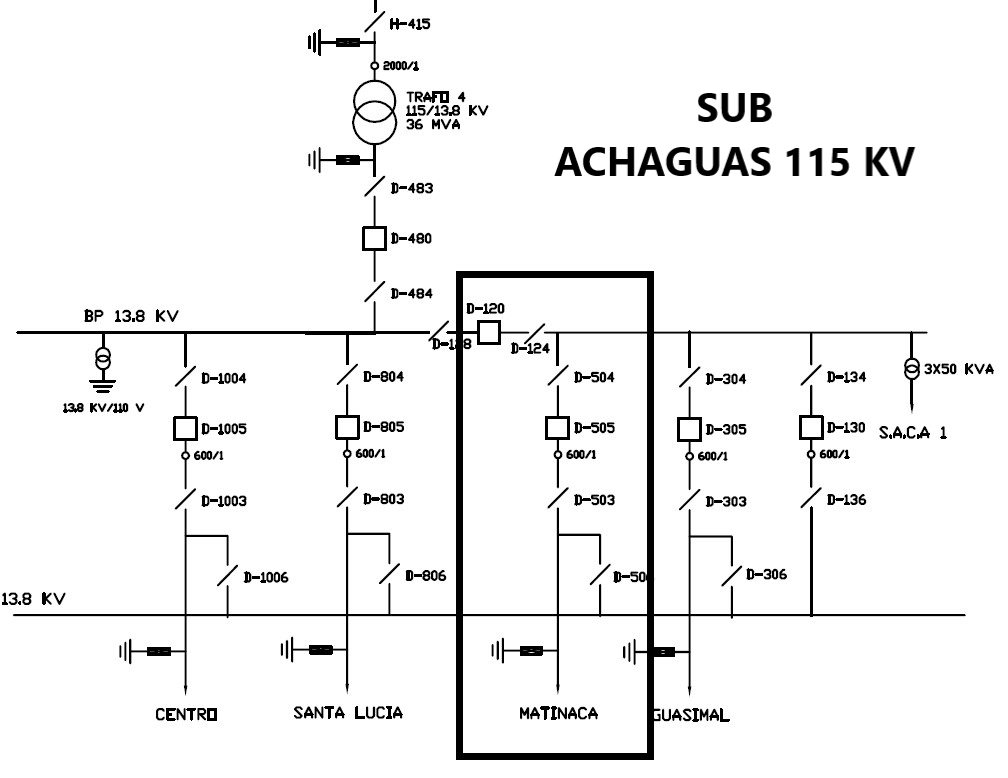 H-415
2000/1
TRAFO 4
115/13.8 KV
36 MVA
SUB
ACHAGUAS 115 KV
D-483
D-480
D-484
BP 13.8 KV
D-120
D-128
D-124
13.8 KV/110 V
D-1004
D-804
D-504
D-304
D-134
3X50 KVA
D-1005
D-805
D-505
D-305
D-130
S.A.C.A 1
600/1
600/1
600/1
600/1
600/1
D-1003
D-803
D-503
D-303
D-136
D-1006
D-806
D-306
13.8 KV
CENTRO
SANTA LUCIA
MATINACA
GUASIMAL